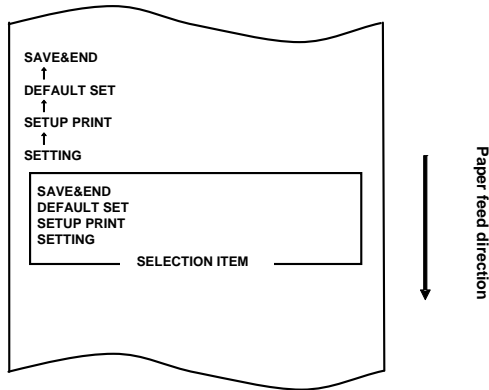 SAVE&END
↑
DEFAULT SET
↑
SETUP PRINT
↑
SETTING
SAVE&END
DEFAULT SET
SETUP PRINT
SETTING
SELECTION ITEM
Paper feed direction